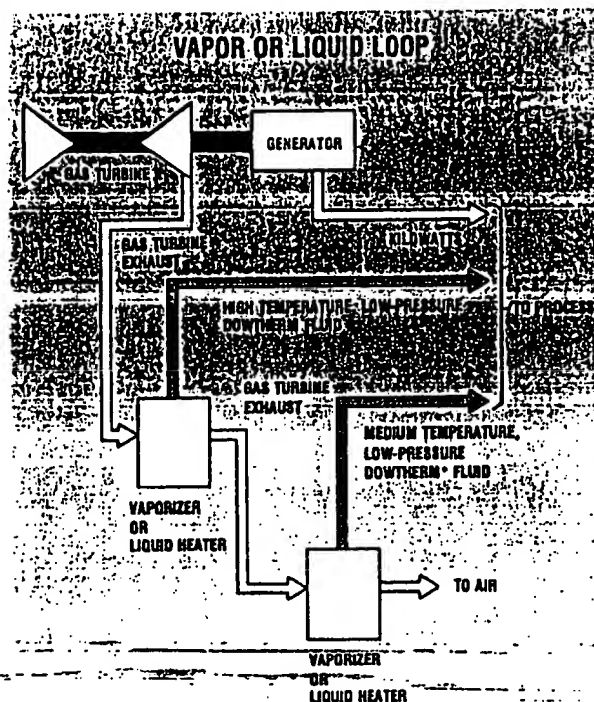 VAPOR OR LIQUID LOOP
GENERATOR
GAS TURBINE
GAS TURBINE
EXHAUST
KILOWATTS
HIGH TEMPERATURE, LOW-PRESSURE
DOWTHERM FLUID
TO PROCESS
GAS TURBINE
EXHAUST
MEDIUM TEMPERATURE,
LOW-PRESSURE
DOWTHERM* FLUID
VAPORIZER
OR
LIQUID HEATER
TO AIR
VAPORIZER
OR
LIQUID HEATER